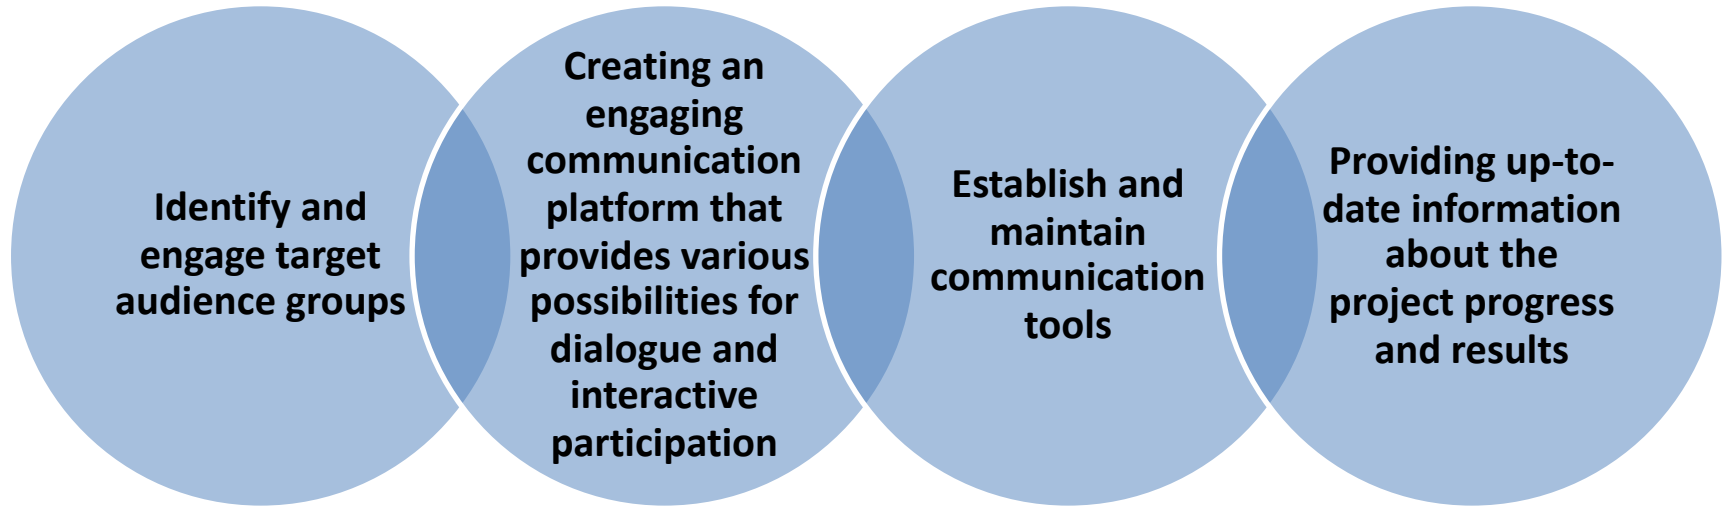 Identify and
engage target
audience groups
Creating an
engaging
communication
platform that
provides various
possibilities for
dialogue and
interactive
participation
Establish and
maintain
communication
tools
Providing up-to-
date information
about the
project progress
and results